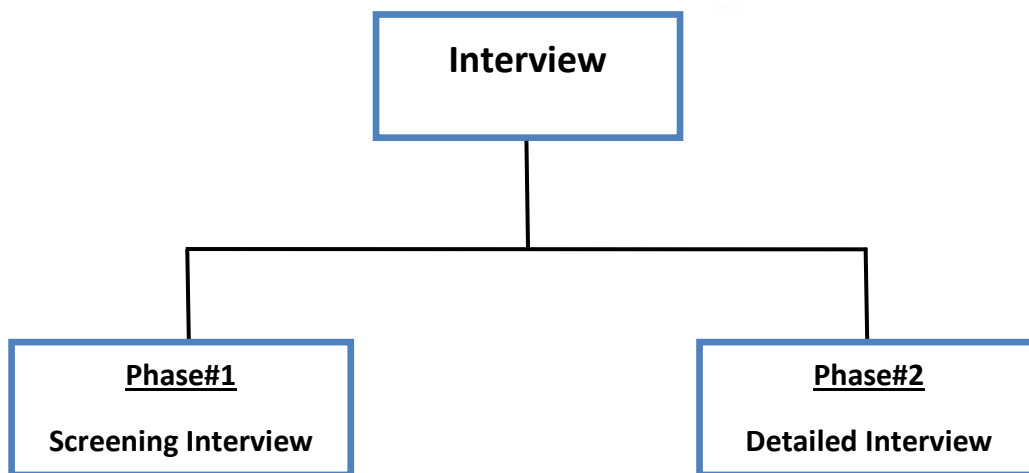 Interview
Phase#1
Screening Interview
Phase#2
Detailed Interview